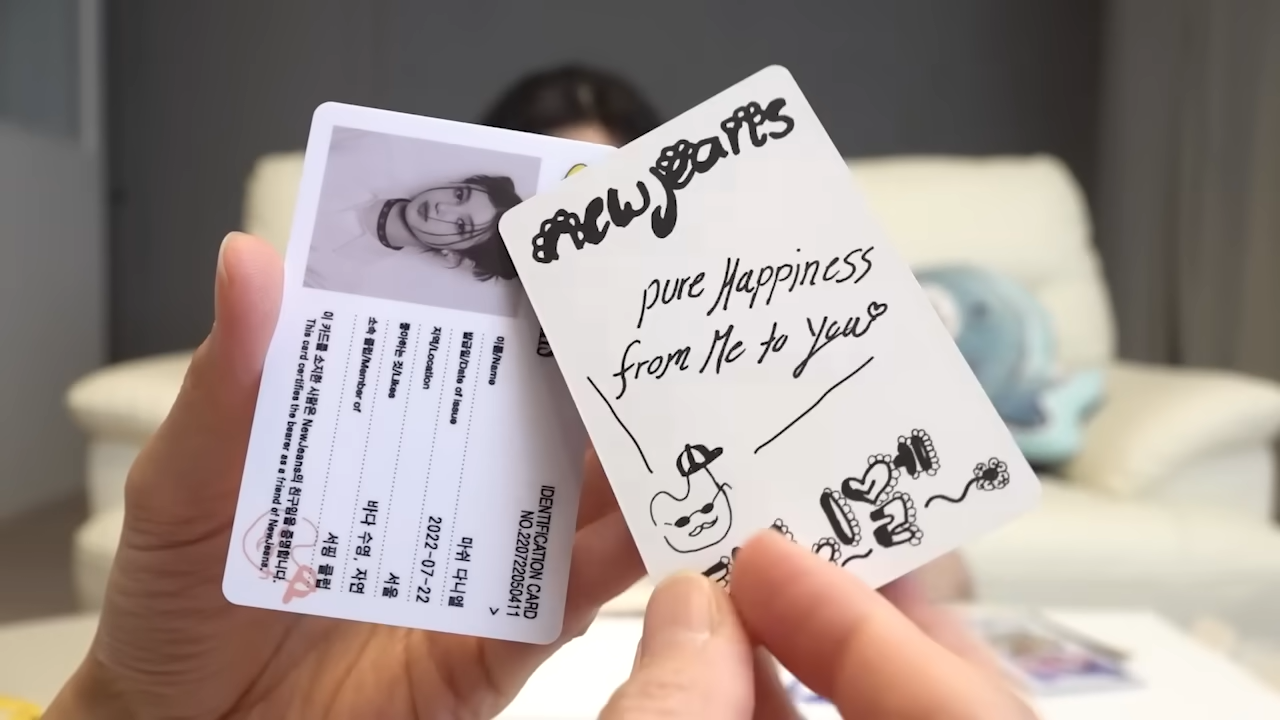 IDENTIFICATION CARD
NO.220722050411
이름/Name
마쉬 다니엘
발급일/Date of issue
2022-07-22
지역/Location
서울
좋아하는 것/Likes
바다 수영, 자연
소속 클럽/Member of
서핑 클럽
이 카드를 소지한 사람은 NewJeans의 친구임을 증명합니다.
This card certifies the bearer as a friend of NewJeans.
newjeans
pure Happiness
from Me to you